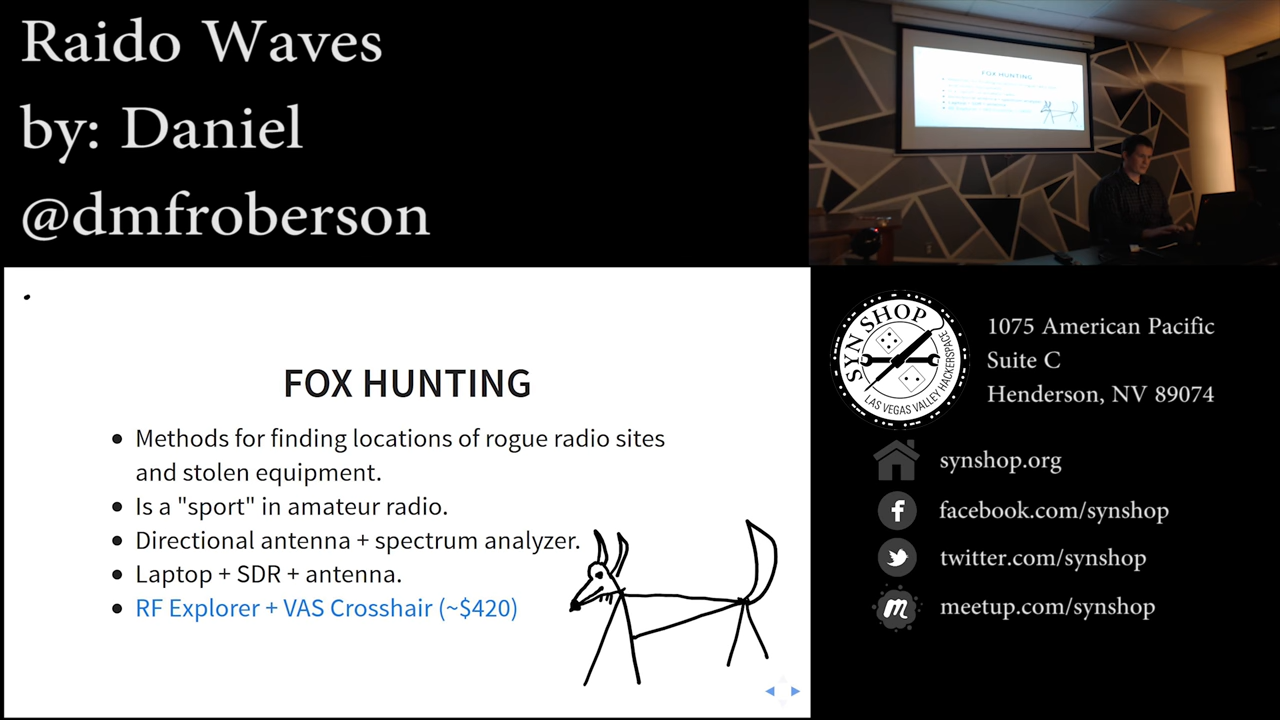 Raido Waves
by: Daniel
@dmfroberson
FOX HUNTING
FOX HUNTING
• Methods for finding locations of rogue radio sites
and stolen equipment.
• Is a "sport" in amateur radio.
• Directional antenna + spectrum analyzer.
• Laptop + SDR + antenna.
• RF Explorer + VAS Crosshair (~$420)
SYN SHOP
LAS VEGAS VALLEY HACKERSPACE
1075 American Pacific
Suite C
Henderson, NV 89074
synshop.org
f facebook.com/synshop
twitter.com/synshop
m meetup.com/synshop